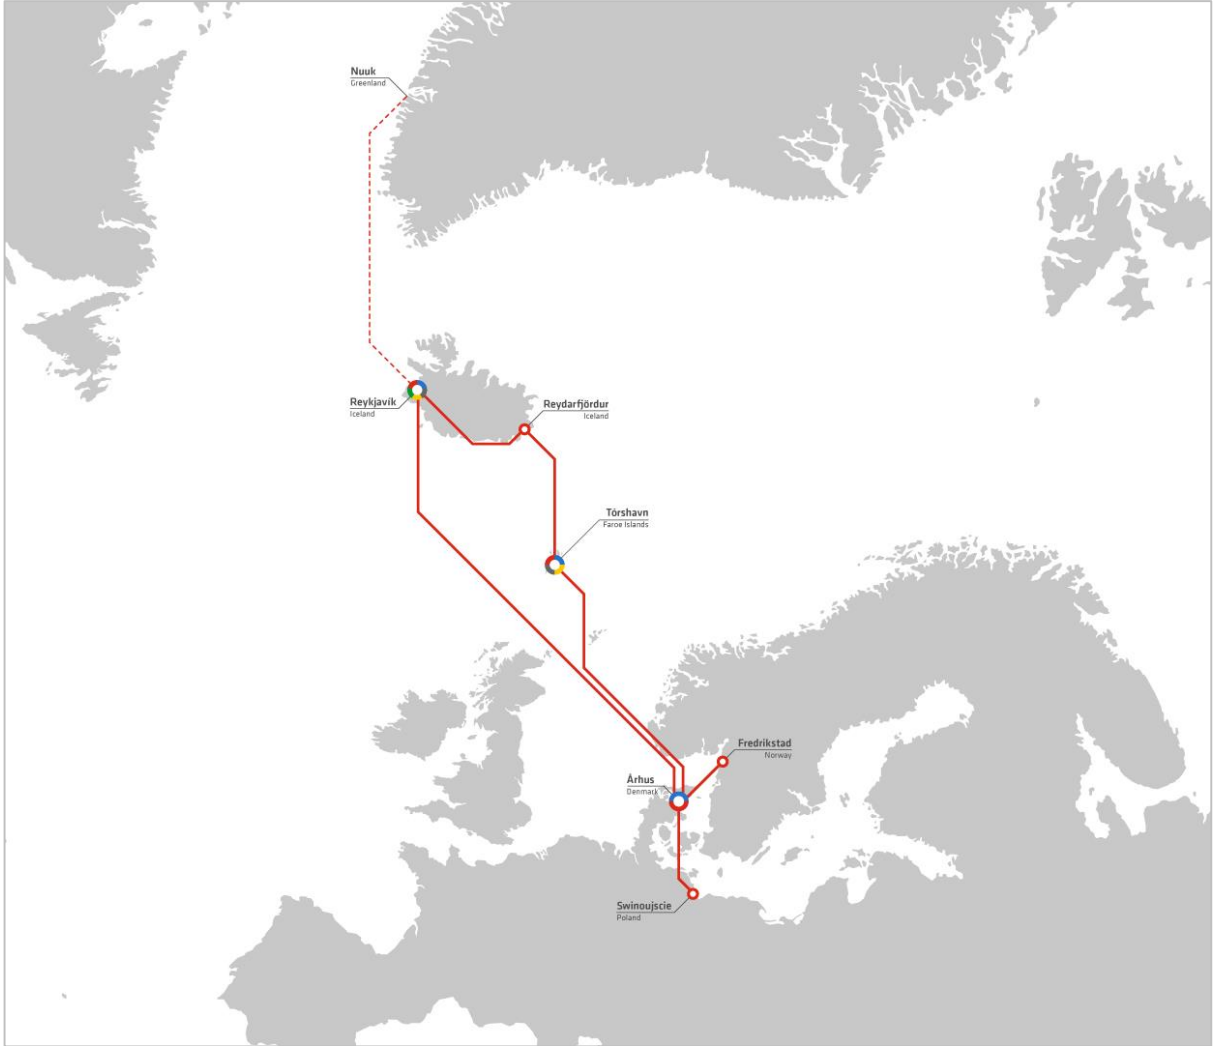 Nuuk
Greenland
Reykjavík
Iceland
Reydarfjördur
Iceland
Tórshavn
Faroe Islands
Fredrikstad
Norway
Århus
Denmark
Swinoujscie
Poland